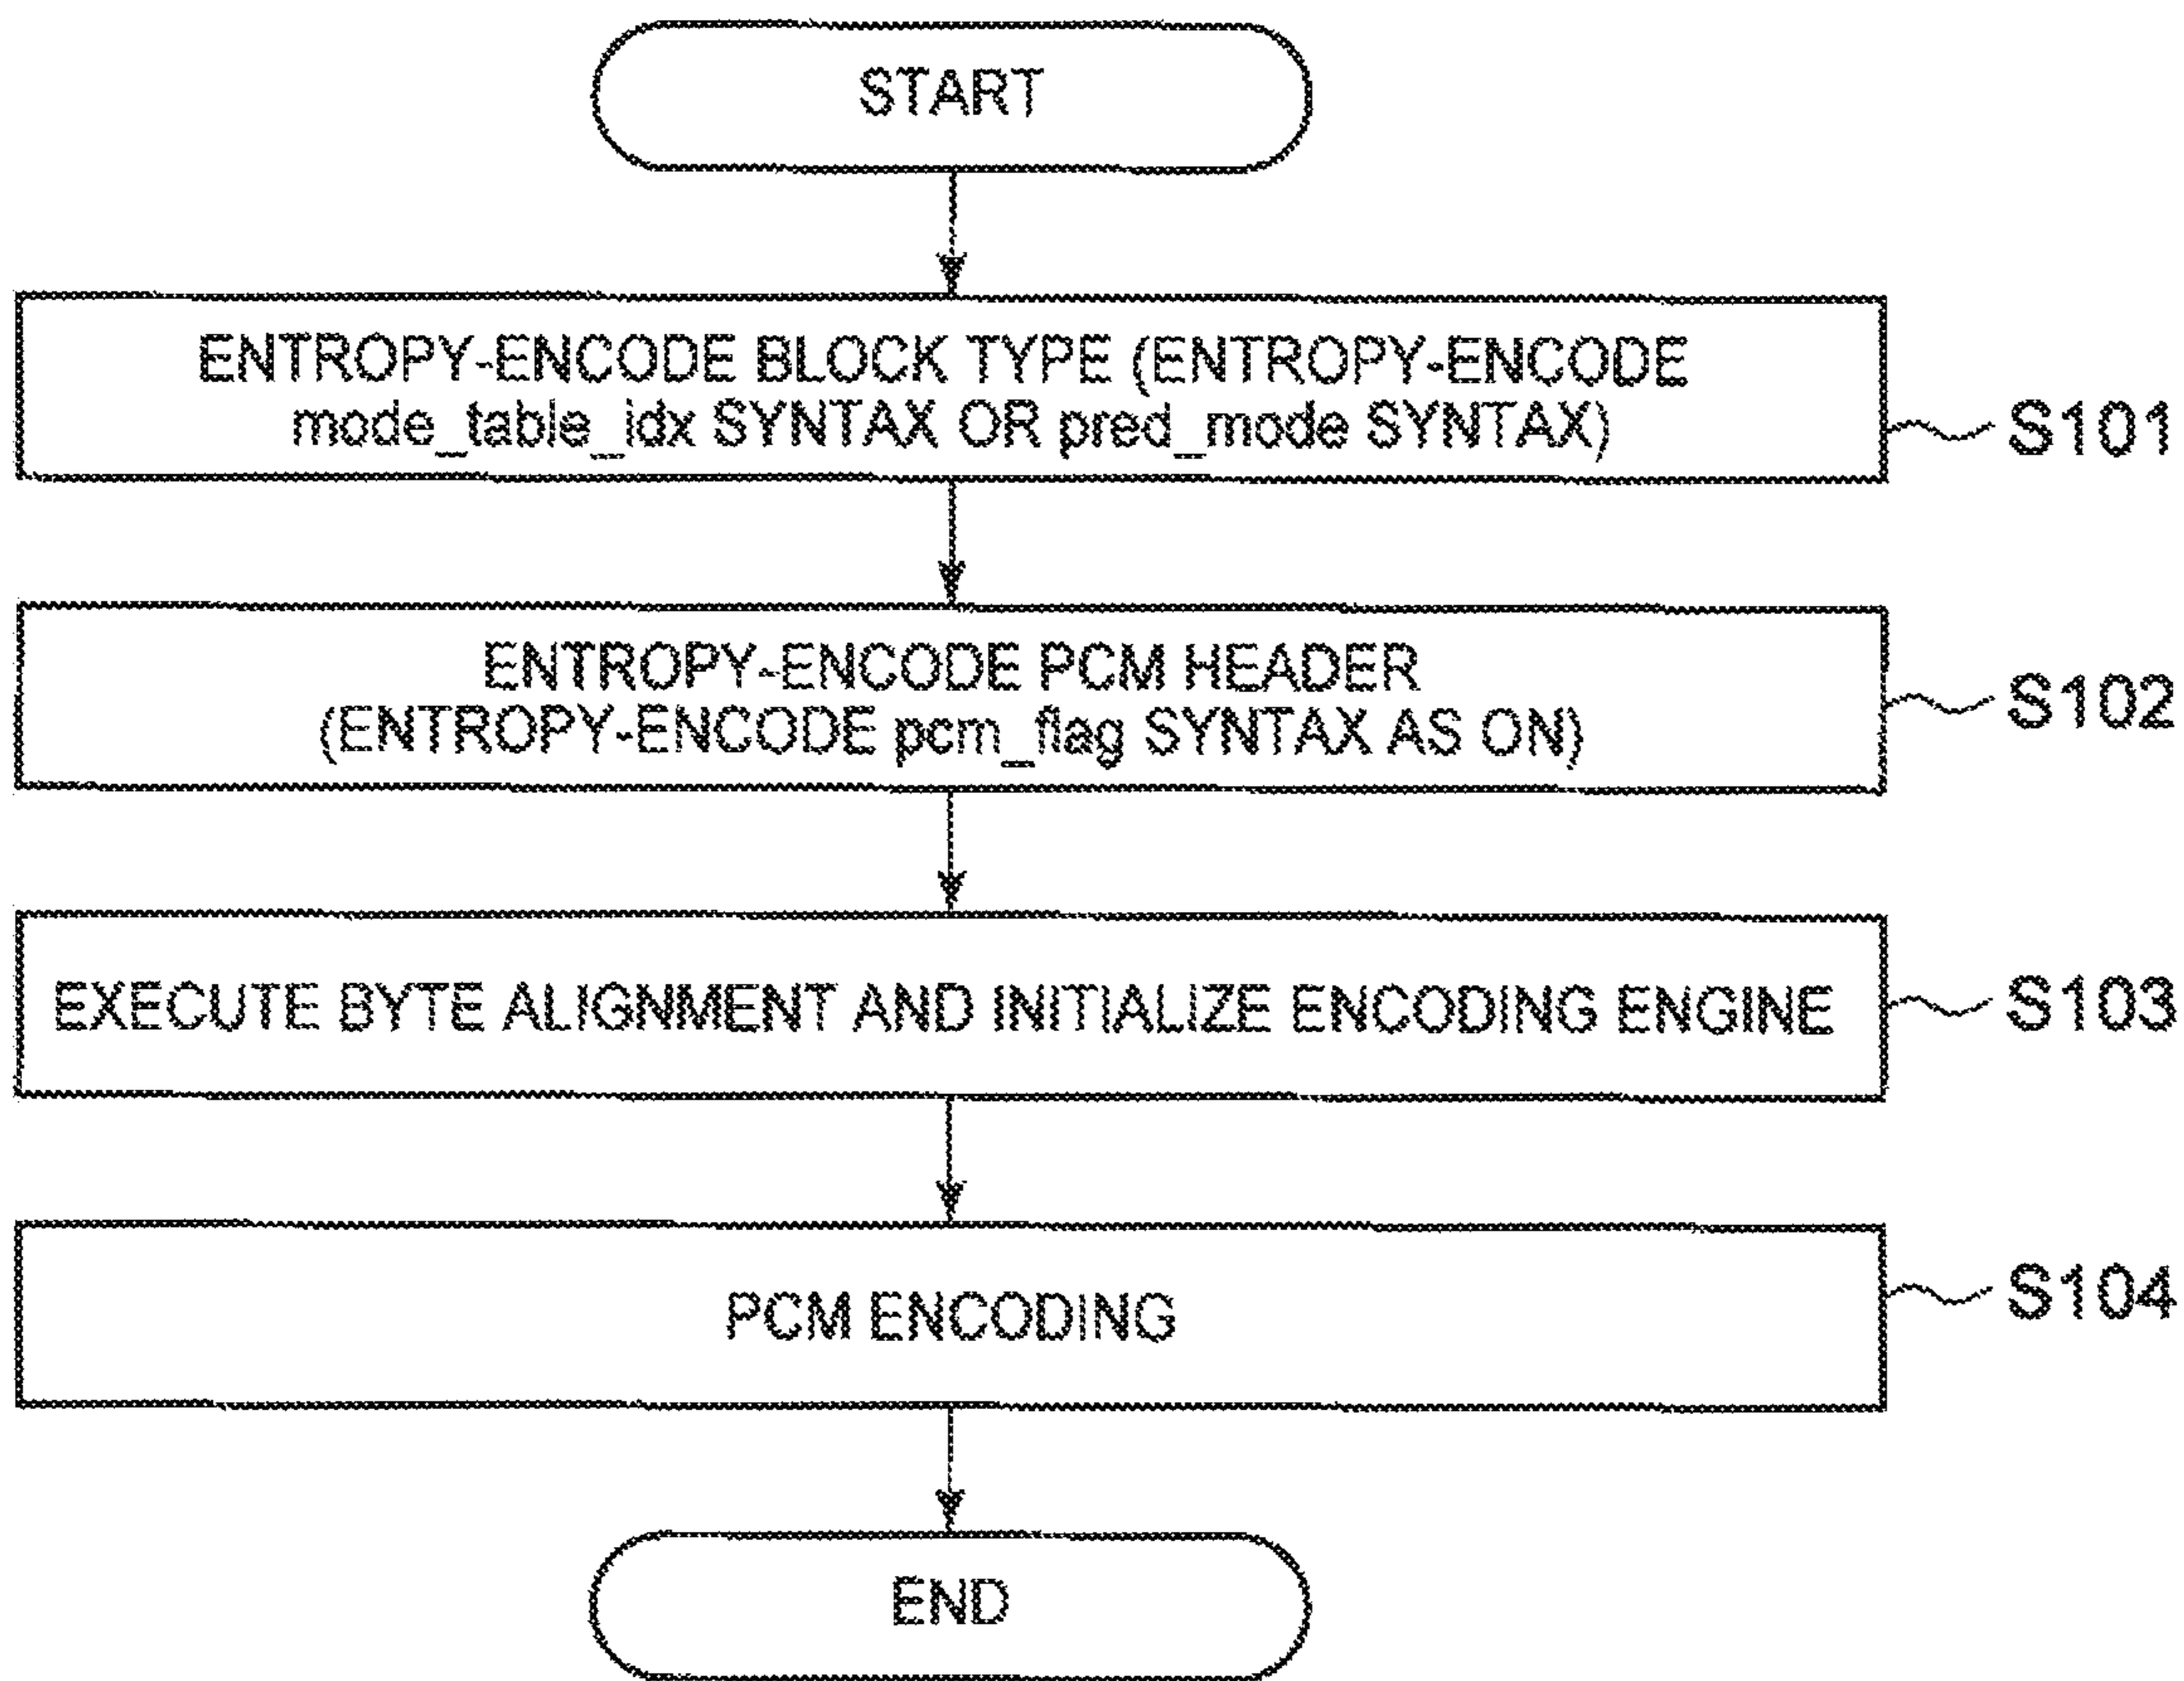 START
ENTROPY-ENCODE BLOCK TYPE (ENTROPY-ENCODE
mode_table_idx SYNTAX OR pred_mode SYNTAX)
S101
ENTROPY-ENCODE PCM HEADER
(ENTROPY-ENCODE pcm_flag SYNTAX AS ON)
S102
EXECUTE BYTE ALIGNMENT AND INITIALIZE ENCODING ENGINE
S103
PCM ENCODING
S104
END